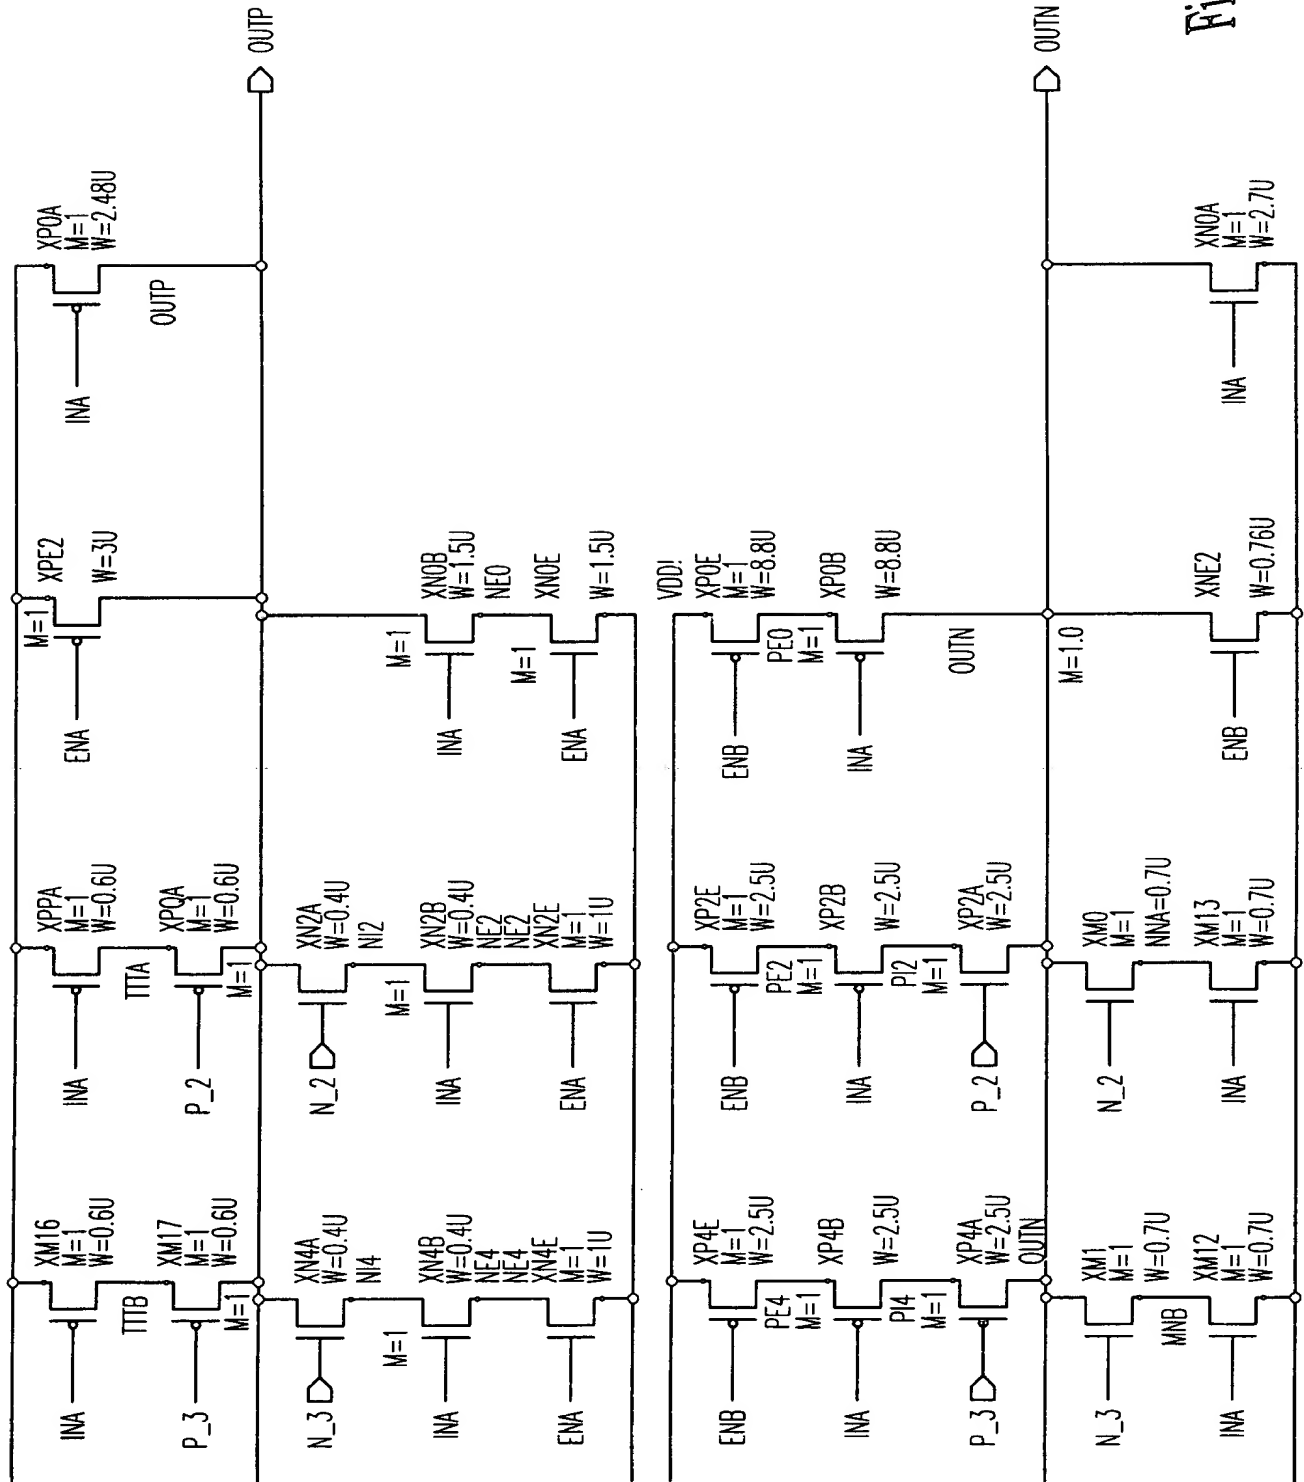 OUTP
OUTN
Fi
XP0A
M=1
W=2.48U
INA
OUTP
XN0A
M=1
W=2.7U
INA
XPE2
W=3U
M=1
ENA
XN0B
W=1.5U
NE0
M=1
INA
XN0E
W=1.5U
M=1
ENA
VDD!
XP0E
M=1
W=8.8U
PE0
ENB
XP0B
W=8.8U
M=1
INA
OUTN
M=1.0
XNE2
W=0.76U
ENB
XPPA
M=1
W=0.6U
TTTA
INA
XPQA
M=1
W=0.6U
M=1
P_2
XN2A
W=0.4U
NI2
N_2
XN2B
W=0.4U
NE2
NE2
M=1
INA
XN2E
M=1
W=1U
ENA
XP2E
M=1
W=2.5U
PE2
ENB
XP2B
W=2.5U
M=1
PI2
INA
XP2A
W=2.5U
M=1
P_2
XM0
M=1
NNA=0.7U
N_2
XM13
M=1
W=0.7U
INA
XM16
M=1
W=0.6U
TTTB
INA
XM17
M=1
W=0.6U
M=1
P_3
XN4A
W=0.4U
NI4
N_3
XN4B
W=0.4U
NE4
NE4
M=1
INA
XN4E
M=1
W=1U
ENA
XP4E
M=1
W=2.5U
PE4
ENB
XP4B
W=2.5U
M=1
PI4
INA
XP4A
W=2.5U
M=1
OUTN
P_3
XM1
M=1
W=0.7U
MNB
N_3
XM12
M=1
W=0.7U
INA